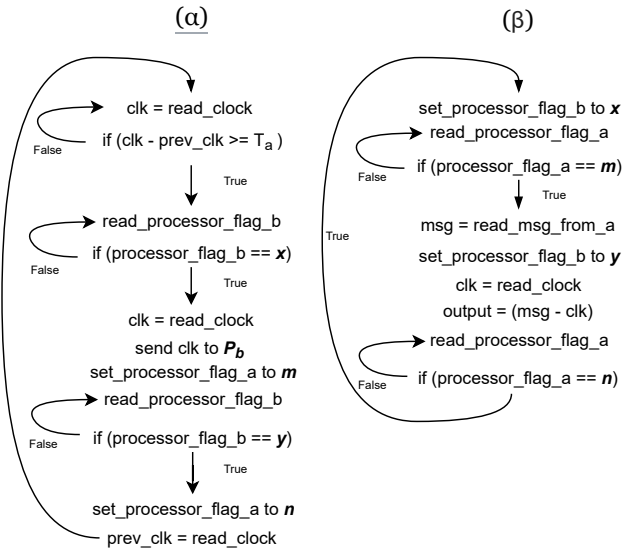 (α)
clk = read_clock
if (clk - prev_clk >= Ta )
False
True
read_processor_flag_b
if (processor_flag_b == x)
False
True
clk = read_clock
send clk to Pb
set_processor_flag_a to m
read_processor_flag_b
if (processor_flag_b == y)
False
True
set_processor_flag_a to n
prev_clk = read_clock
(β)
set_processor_flag_b to x
read_processor_flag_a
if (processor_flag_a == m)
False
True
msg = read_msg_from_a
set_processor_flag_b to y
clk = read_clock
output = (msg - clk)
read_processor_flag_a
if (processor_flag_a == n)
False
True